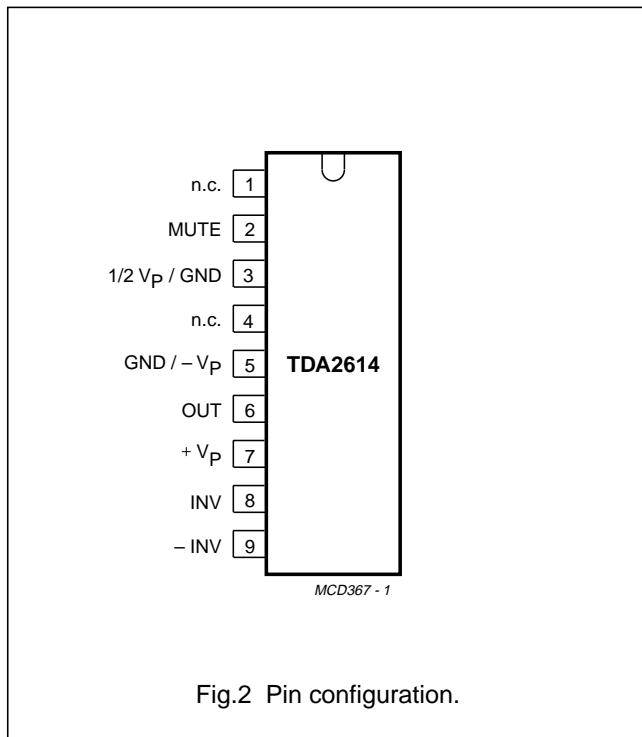 n.c. 1
MUTE 2
1/2 VP / GND 3
n.c. 4
GND / – VP 5
TDA2614
OUT 6
+ VP 7
INV 8
– INV 9
MCD367 - 1
Fig.2 Pin configuration.